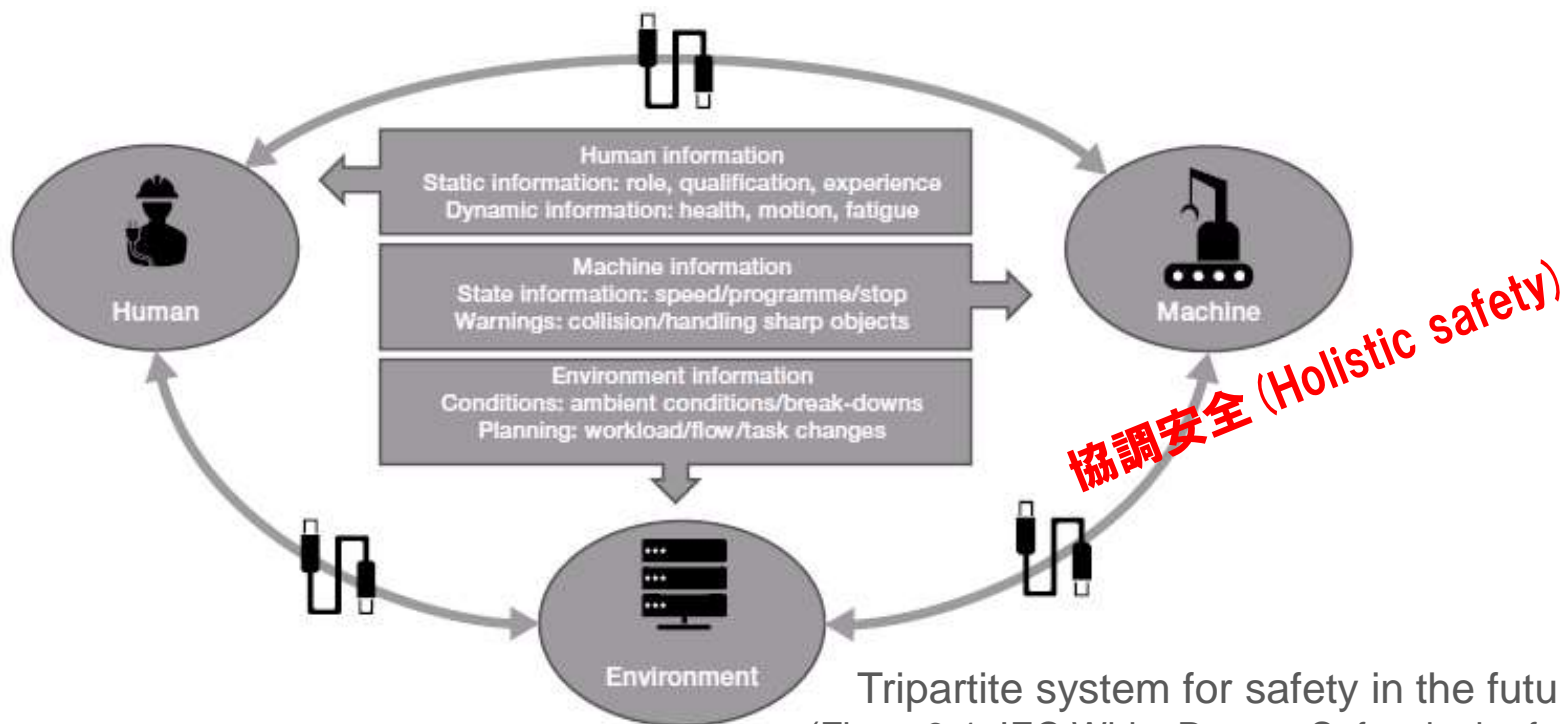 Human information
Static information: role, qualification, experience
Dynamic information: health, motion, fatigue
Human
Machine information
State information: speed/programme/stop
Warnings: collision/handling sharp objects
Machine
協調安全 (Holistic safety)
Environment information
Conditions: ambient conditions/break-downs
Planning: workload/flow/task changes
Environment
Tripartite system for safety in the futu